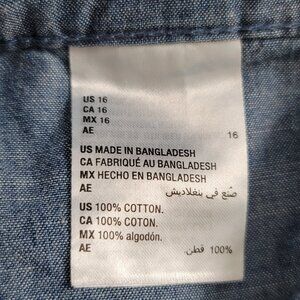 US 16
CA 16
MX 16
AE 16
US MADE IN BANGLADESH
CA FABRIQUÉ AU BANGLADESH
MX HECHO EN BANGLADESH
AE صنع في بنغلاديش
US 100% COTTON.
CA 100% COTON.
MX 100% algodón.
AE 100% قطن